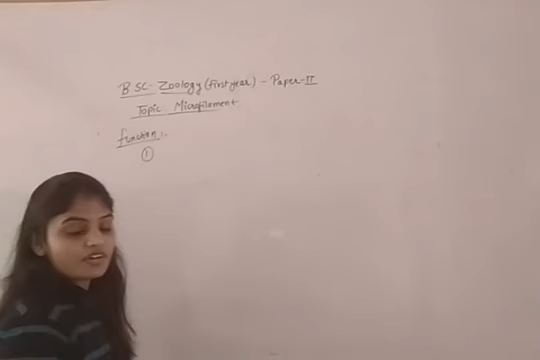 B SC- Zoology (first year) - Paper-II
Topic Microfilament
function:-
①